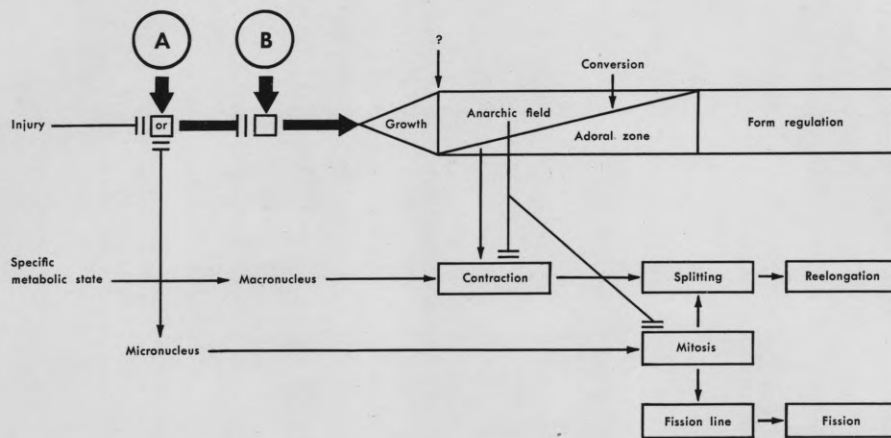 A
B
?
Conversion
Injury
or
Growth
Anarchic field
Adoral zone
Form regulation
Specific
metabolic state
Macronucleus
Contraction
Splitting
Reelongation
Micronucleus
Mitosis
Fission line
Fission